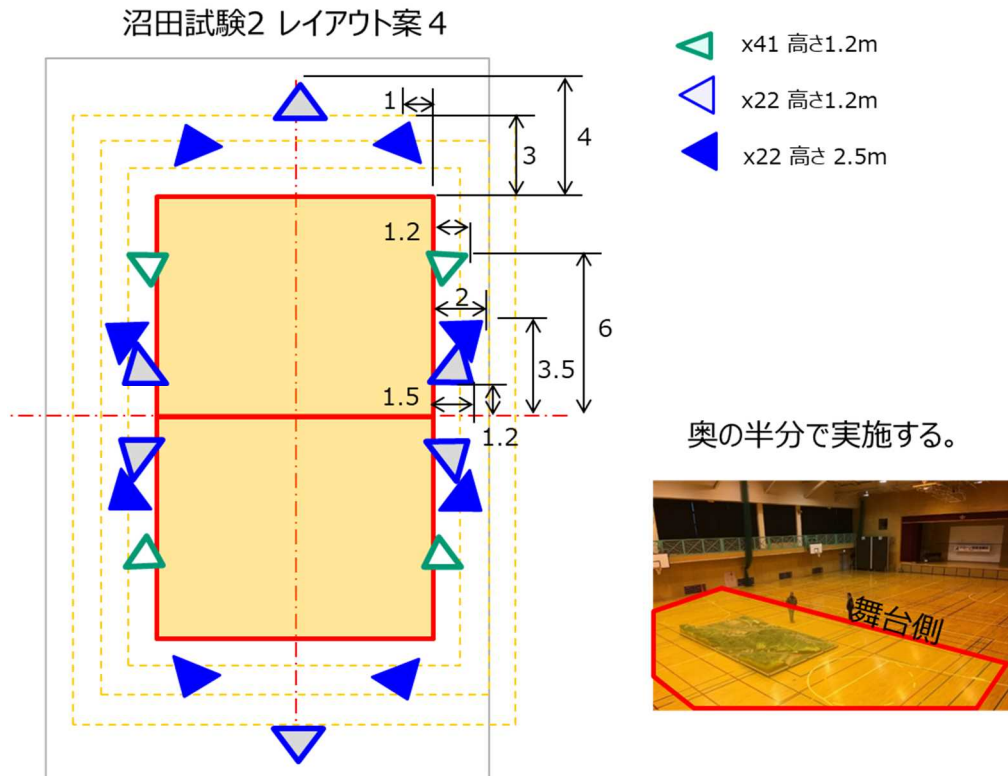 沼田試験2 レイアウト案４
x41 高さ1.2m
x22 高さ1.2m
x22 高さ 2.5m
1
4
3
1.2
2
6
3.5
1.5
1.2
奥の半分で実施する。
舞台側